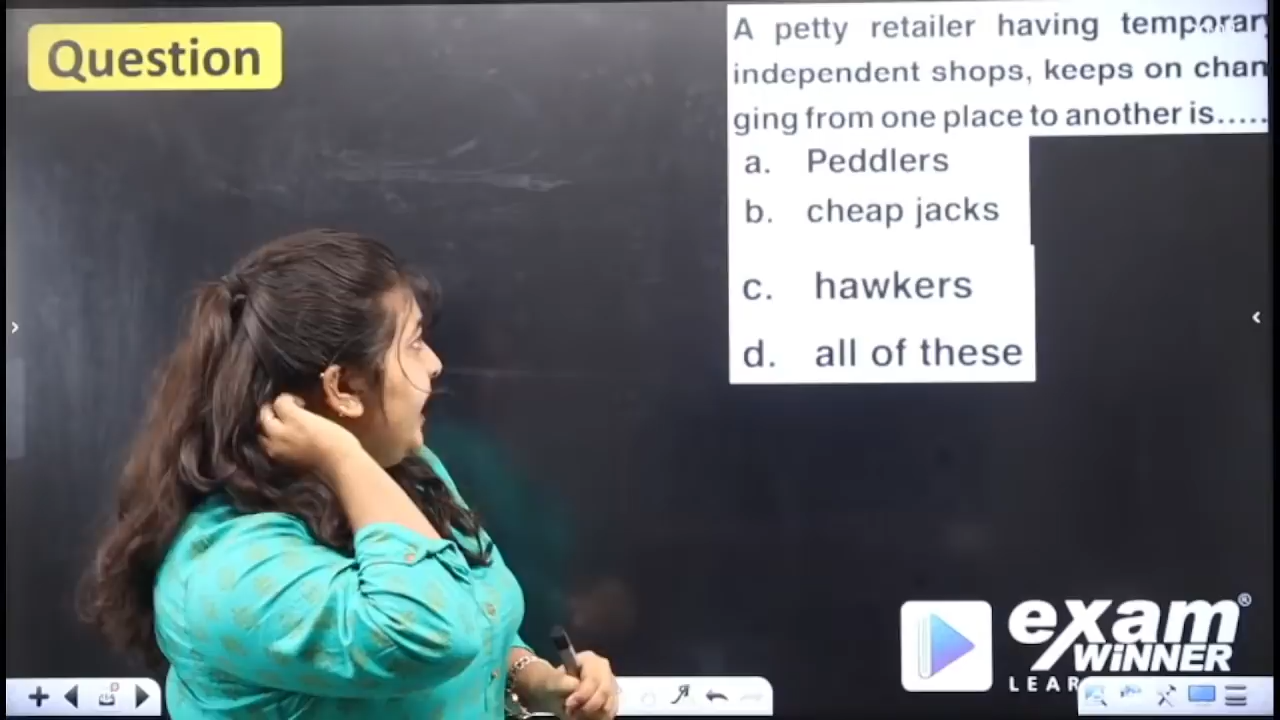 Question
A petty retailer having temporary
independent shops, keeps on chan
ging from one place to another is.....
a. Peddlers
b. cheap jacks
c. hawkers
d. all of these
exam
WiNNER
LEAR